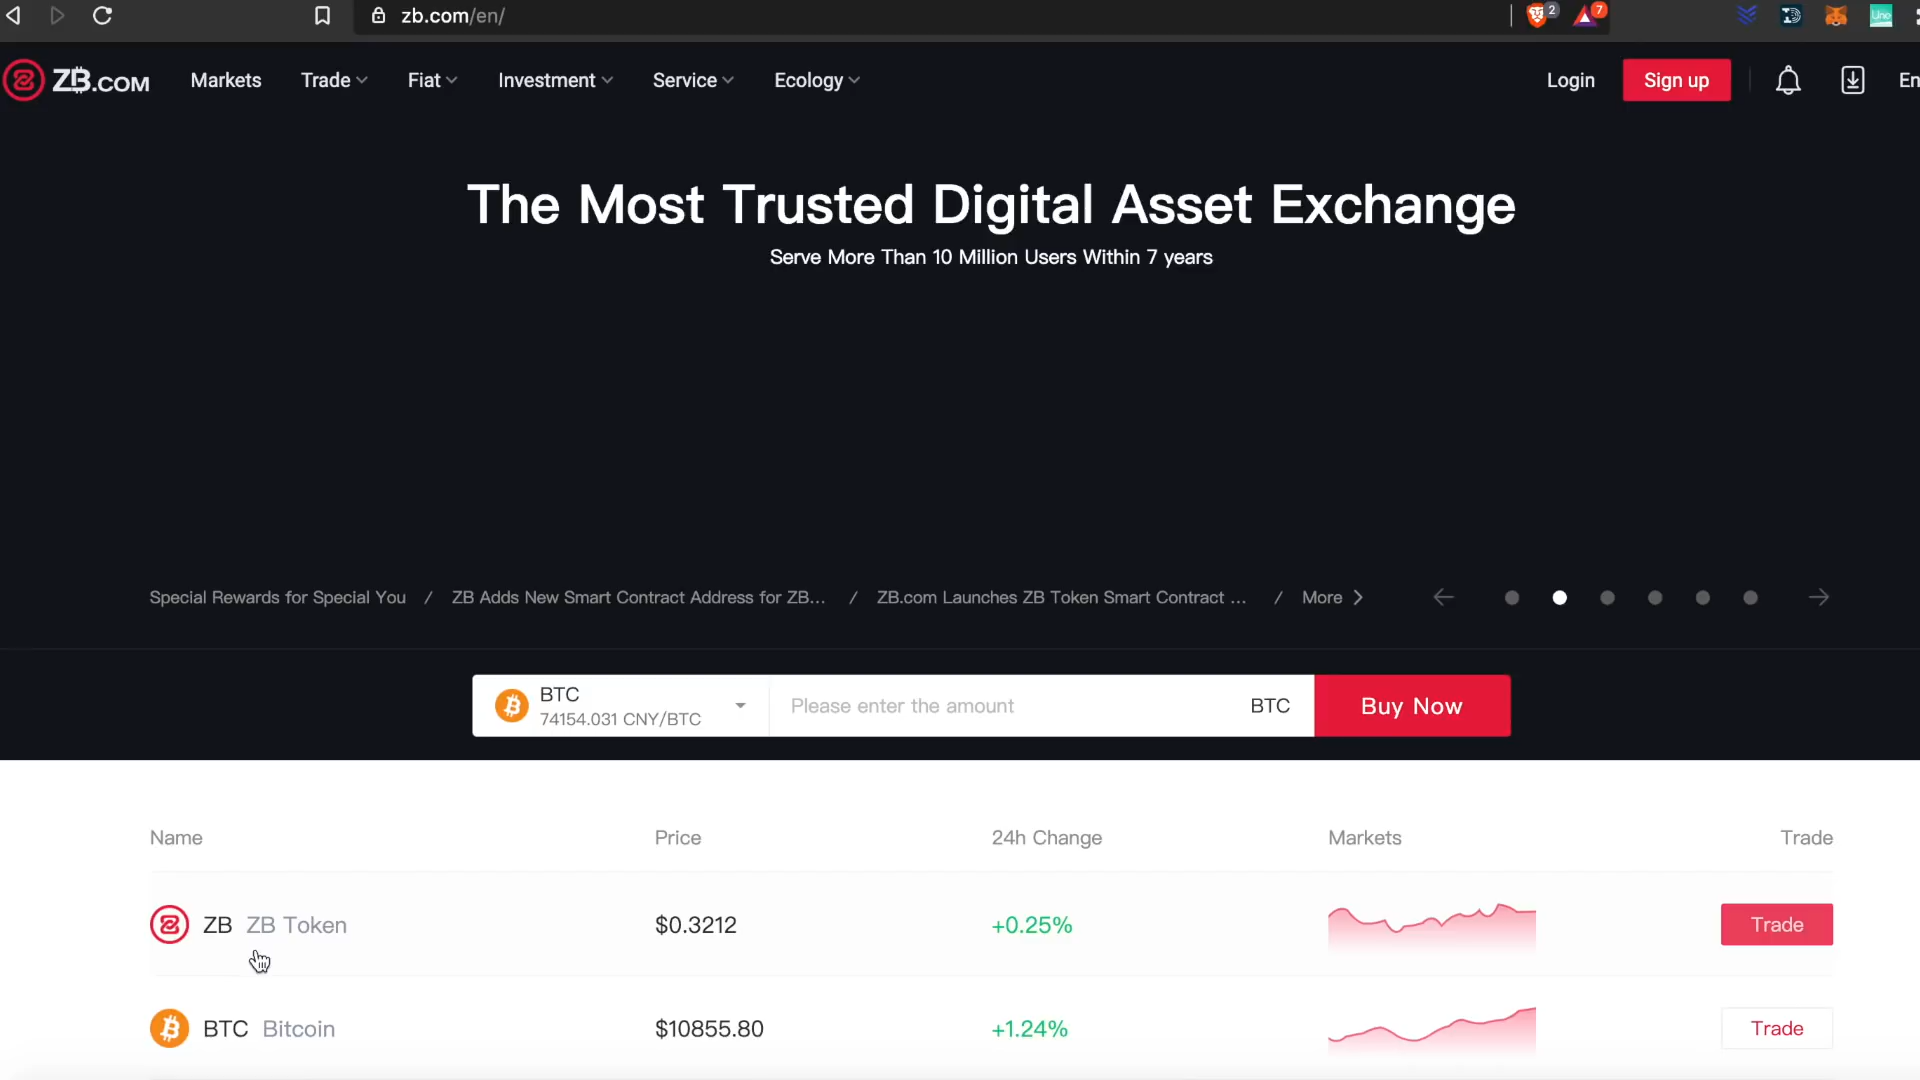 zb.com/en/
2
7
Uno
ZB.COM
Markets
Trade
Fiat
Investment
Service
Ecology
Login
Sign up
En
The Most Trusted Digital Asset Exchange
Serve More Than 10 Million Users Within 7 years
Special Rewards for Special You / ZB Adds New Smart Contract Address for ZB... / ZB.com Launches ZB Token Smart Contract ... / More
BTC
74154.031 CNY/BTC
Please enter the amount
BTC
Buy Now
Name Price 24h Change Markets Trade
ZB ZB Token $0.3212 +0.25% Trade
BTC Bitcoin $10855.80 +1.24% Trade